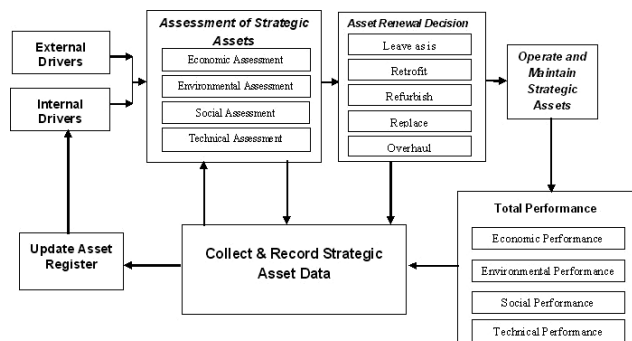 External
Drivers
Internal
Drivers
Assessment of Strategic
Assets
Economic Assessment
Environmental Assessment
Social Assessment
Technical Assessment
Asset Renewal Decision
Leave as is
Retrofit
Refurbish
Replace
Overhaul
Operate and
Maintain
Strategic
Assets
Total Performance
Economic Performance
Environmental Performance
Social Performance
Technical Performance
Collect & Record Strategic
Asset Data
Update Asset
Register